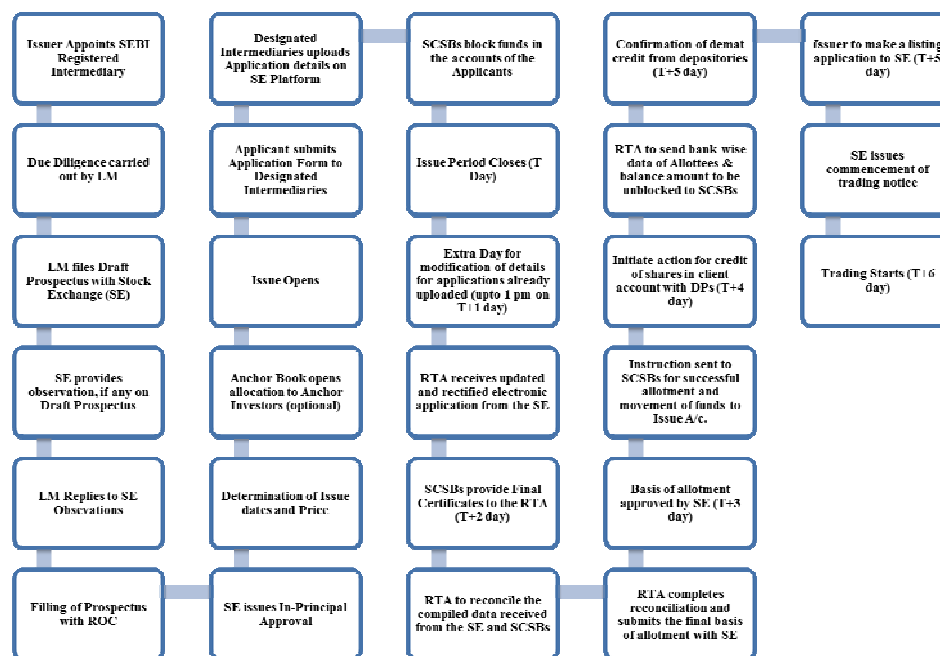 Issuer Appoints SEBI
Registered
Intermediary
Due Diligence carried
out by LM
LM files Draft
Prospectus with Stock
Exchange (SE)
SE provides
observation, if any on
Draft Prospectus
LM Replies to SE
Obsevations
Filling of Prospectus
with ROC
SE issues In-Principal
Approval
Determination of Issue
dates and Price
Anchor Book opens
allocation to Anchor
Investors (optional)
Issue Opens
Applicant submits
Application Form to
Designated
Intermediaries
Designated
Intermediaries uploads
Application details on
SE Platform
SCSBs block funds in
the accounts of the
Applicants
Issue Period Closes (T
Day)
Extra Day for
modification of details
for applications already
uploaded (upto 1 pm on
T+1 day)
RTA receives updated
and rectified electronic
application from the SE
SCSBs provide Final
Certificates to the RTA
(T+2 day)
RTA to reconcile the
compiled data received
from the SE and SCSBs
RTA completes
reconciliation and
submits the final basis
of allotment with SE
Basis of allotment
approved by SE (T+3
day)
Instruction sent to
SCSBs for successful
allotment and
movement of funds to
Issue A/c.
Initiate action for credit
of shares in client
account with DPs (T+4
day)
RTA to send bank wise
data of Allottees &
balance amount to be
unblocked to SCSBs
Confirmation of demat
credit from depositories
(T+5 day)
Issuer to make a listing
application to SE (T+5
day)
SE issues
commencement of
trading notice
Trading Starts (T+6
day)